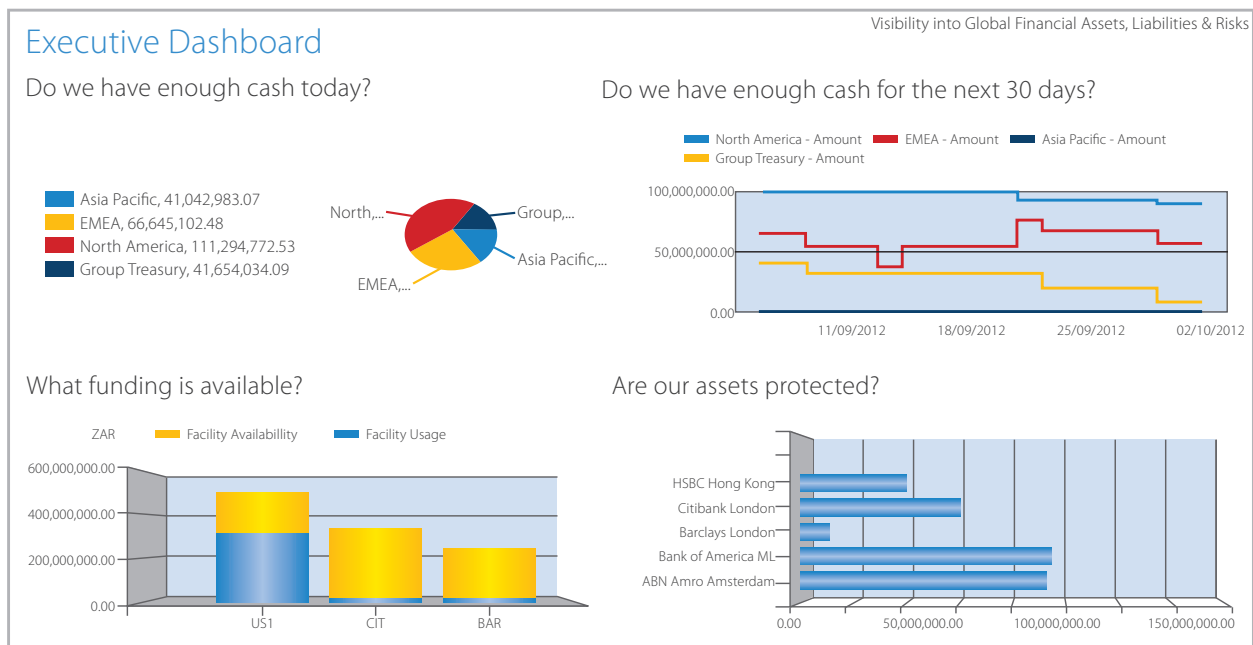 Visibility into Global Financial Assets, Liabilities & Risks
Executive Dashboard
Do we have enough cash today?
Asia Pacific, 41,042,983.07
EMEA, 66,645,102.48
North America, 111,294,772.53
Group Treasury, 41,654,034.09
North,...
Group,...
Asia Pacific,...
EMEA,...
Do we have enough cash for the next 30 days?
North America - Amount
EMEA - Amount
Asia Pacific - Amount
Group Treasury - Amount
100,000,000.00
50,000,000.00
0.00
11/09/2012
18/09/2012
25/09/2012
02/10/2012
What funding is available?
ZAR
Facility Availabillity
Facility Usage
600,000,000.00
400,000,000.00
200,000,000.00
0.00
US1
CIT
BAR
Are our assets protected?
HSBC Hong Kong
Citibank London
Barclays London
Bank of America ML
ABN Amro Amsterdam
0.00
50,000,000.00
100,000,000.00
150,000,000.00